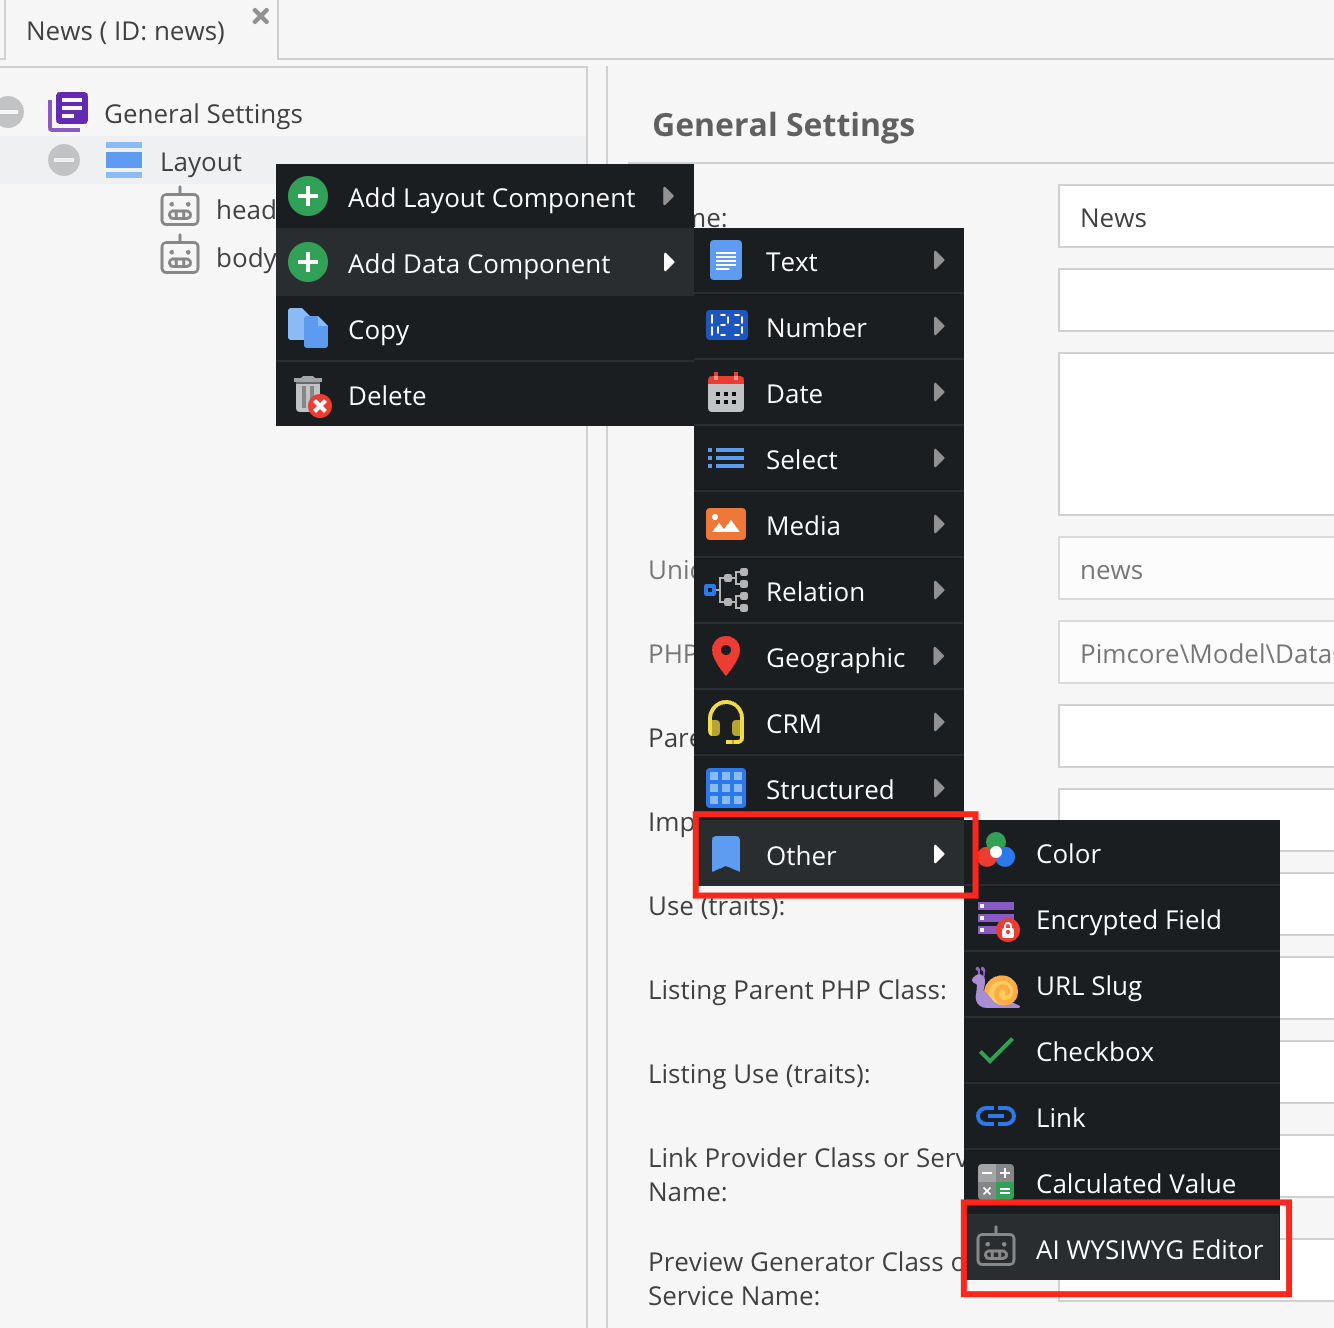 News ( ID: news)
General Settings
Layout
head
body
Add Layout Component
Add Data Component
Copy
Delete
Text
Number
Date
Select
Media
Relation
Geographic
CRM
Structured
Other
Color
Encrypted Field
URL Slug
Checkbox
Link
Calculated Value
AI WYSIWYG Editor
General Settings
me:
News
Uni
news
PHP
Pimcore\Model\Data
Pare
Imp
Use (traits):
Listing Parent PHP Class:
Listing Use (traits):
Link Provider Class or Serv
Name:
Preview Generator Class o
Service Name: